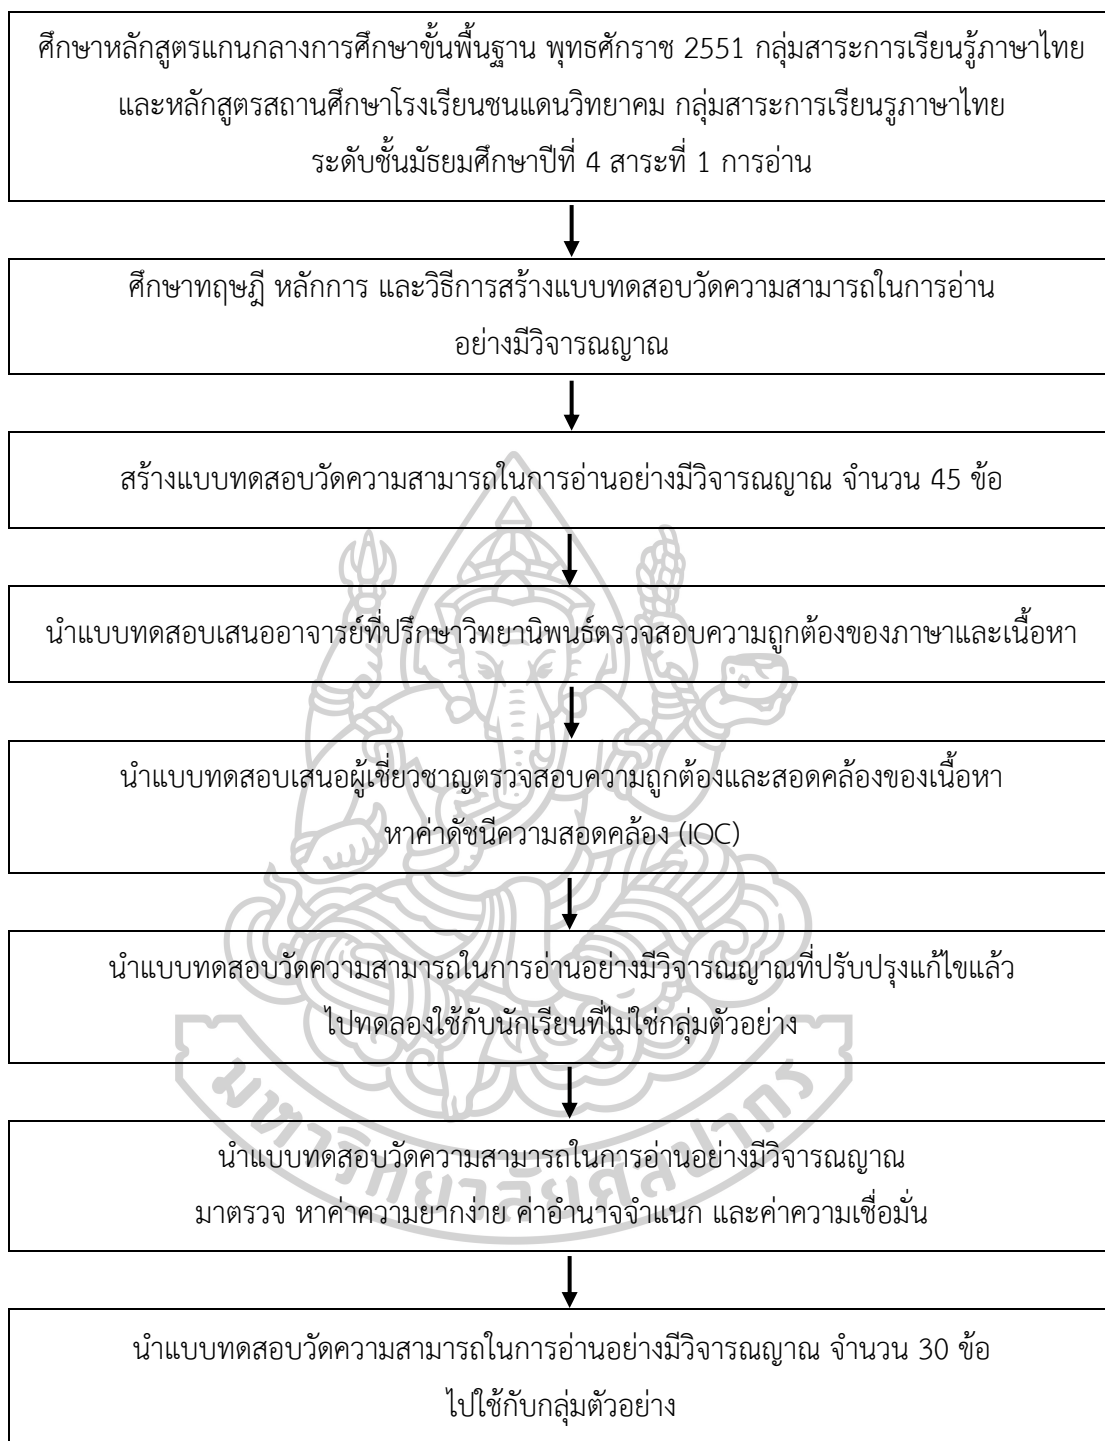 ศึกษาหลักสูตรแกนกลางการศึกษาขั้นพื้นฐาน พุทธศักราช 2551 กลุ่มสาระการเรียนรู้ภาษาไทย
และหลักสูตรสถานศึกษาโรงเรียนชนแดนวิทยาคม กลุ่มสาระการเรียนรูภาษาไทย
ระดับชั้นมัธยมศึกษาปีที่ 4 สาระที่ 1 การอ่าน
ศึกษาทฤษฎี หลักการ และวิธีการสร้างแบบทดสอบวัดความสามารถในการอ่าน
อย่างมีวิจารณญาณ
สร้างแบบทดสอบวัดความสามารถในการอ่านอย่างมีวิจารณญาณ จำนวน 45 ข้อ
นำแบบทดสอบเสนออาจารย์ที่ปรึกษาวิทยานิพนธ์ตรวจสอบความถูกต้องของภาษาและเนื้อหา
นำแบบทดสอบเสนอผู้เชี่ยวชาญตรวจสอบความถูกต้องและสอดคล้องของเนื้อหา
หาค่าดัชนีความสอดคล้อง (IOC)
นำแบบทดสอบวัดความสามารถในการอ่านอย่างมีวิจารณญาณที่ปรับปรุงแก้ไขแล้ว
ไปทดลองใช้กับนักเรียนที่ไม่ใช่กลุ่มตัวอย่าง
นำแบบทดสอบวัดความสามารถในการอ่านอย่างมีวิจารณญาณ
มาตรวจ หาค่าความยากง่าย ค่าอำนาจจำแนก และค่าความเชื่อมั่น
มหาวิทยาลัยศิลปากร
นำแบบทดสอบวัดความสามารถในการอ่านอย่างมีวิจารณญาณ จำนวน 30 ข้อ
ไปใช้กับกลุ่มตัวอย่าง